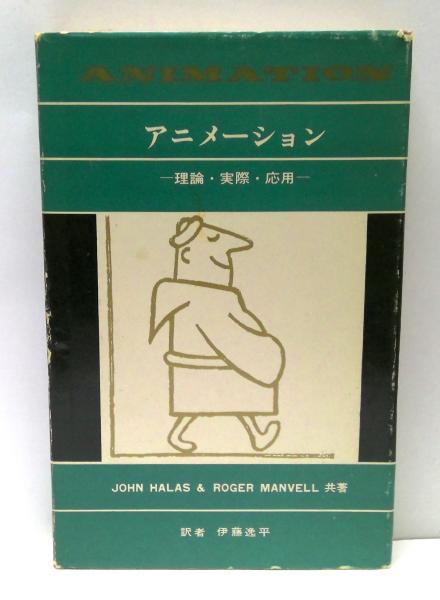 ANIMATION
アニメーション
―理論・実際・応用―
JOHN HALAS & ROGER MANVELL 共著
訳者 伊藤逸平